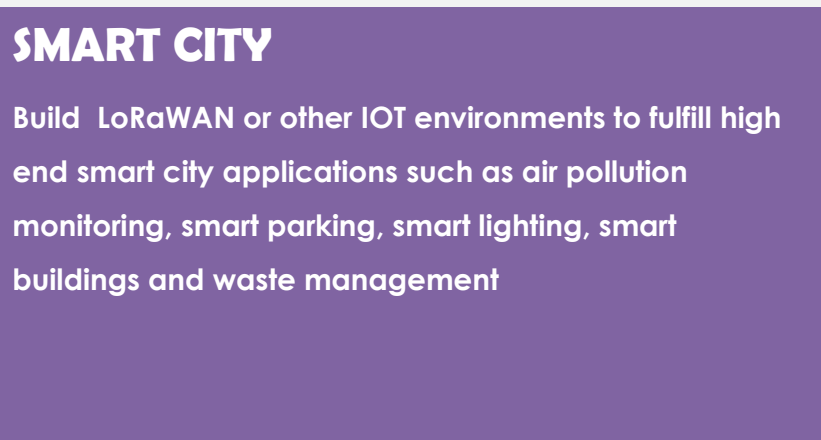 SMART CITY
Build  LoRaWAN or other IOT environments to fulfill high
end smart city applications such as air pollution
monitoring, smart parking, smart lighting, smart
buildings and waste management